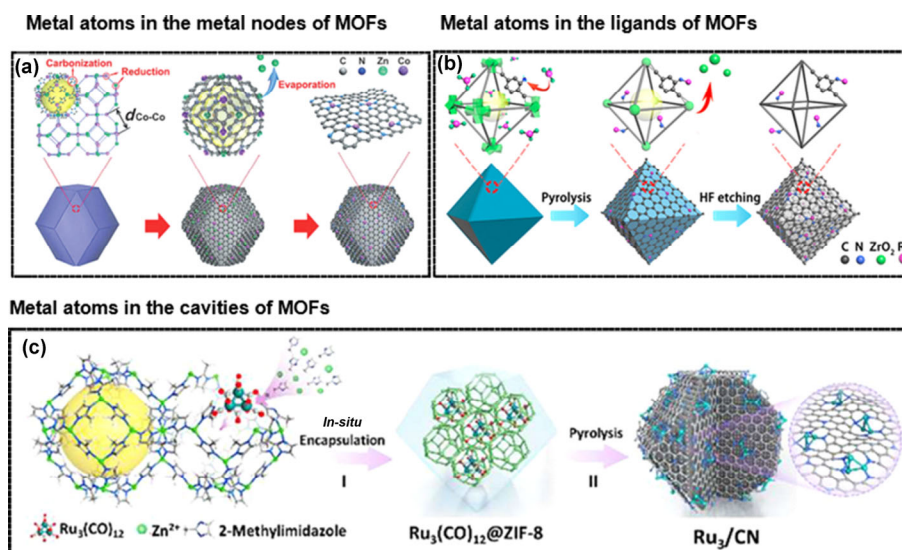 Metal atoms in the metal nodes of MOFs
Metal atoms in the ligands of MOFs
(a)
Carbonization
Reduction
dCo-Co
Evaporation
C N Zn Co
(b)
Pyrolysis
HF etching
C N ZrO₂
Metal atoms in the cavities of MOFs
(c)
In-situ
Encapsulation
I
Pyrolysis
II
Ru₃(CO)₁₂ Zn²⁺ 2-Methylimidazole
Ru₃(CO)₁₂@ZIF-8
Ru₃/CN